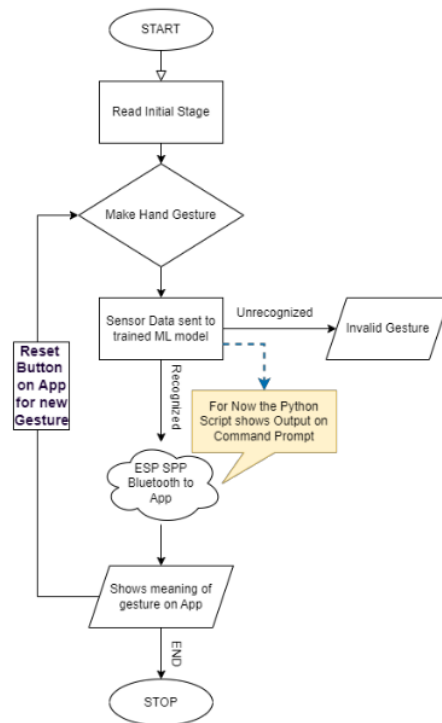 START
Read Initial Stage
Make Hand Gesture
Sensor Data sent to
trained ML model
Unrecognized
Invalid Gesture
Reset
Button
on App
for new
Gesture
Recognized
For Now the Python
Script shows Output on
Command Prompt
ESP SPP
Bluetooth to
App
Shows meaning of
gesture on App
END
STOP